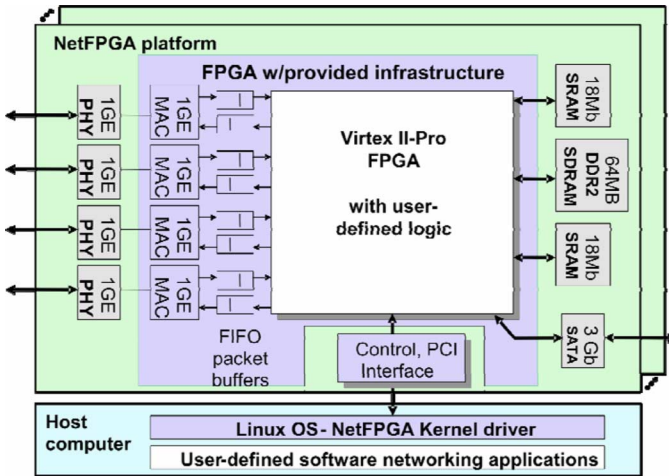 NetFPGA platform
FPGA w/provided infrastructure
1GE
PHY
1GE
MAC
1GE
PHY
1GE
MAC
1GE
PHY
1GE
MAC
1GE
PHY
1GE
MAC
Virtex II-Pro
FPGA
with user-
defined logic
18Mb
SRAM
64MB
DDR2
SDRAM
18Mb
SRAM
3 Gb
SATA
FIFO
packet
buffers
Control, PCI
Interface
Host
computer
Linux OS- NetFPGA Kernel driver
User-defined software networking applications